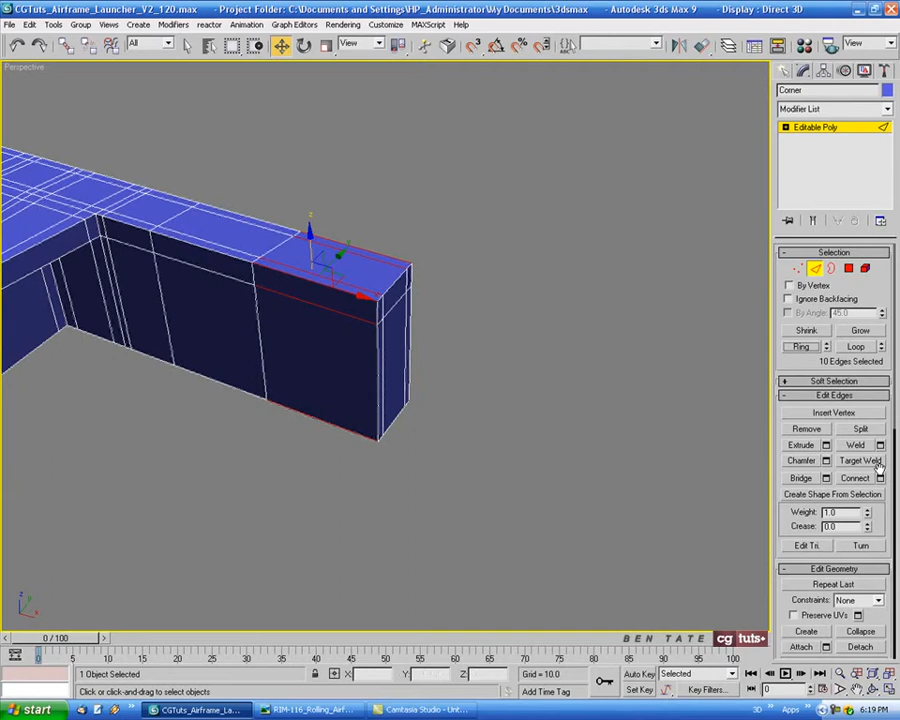 CGTuts_Airframe_Launcher_V2_120.max - Project Folder: C:\Documents and Settings\HP_Administrator\My Documents\3dsmax - Autodesk 3ds Max 9 - Display : Direct 3D
File Edit Tools Group Views Create Modifiers reactor Animation Graph Editors Rendering Customize MAXScript Help
All View View
Perspective
Corner
Modifier List
Editable Poly
Selection
By Vertex
Ignore Backfacing
By Angle: 45.0
Shrink Grow
Ring Loop
10 Edges Selected
Soft Selection
Edit Edges
Insert Vertex
Remove Split
Extrude Weld
Chamfer Target Weld
Bridge Connect
Create Shape From Selection
Weight: 1.0
Crease: 0.0
Edit Tri. Turn
Edit Geometry
Repeat Last
Constraints: None
Preserve UVs
Create Collapse
Attach Detach
z
y
x
BEN TATE cg tuts+
0 / 100
0 5 10 15 20 25 30 35 40 45 50 55 60 65 70 75 80 85 90 95 100
1 Object Selected X: Y: Z: Grid = 10.0 Auto Key Selected
Click or click-and-drag to select objects Add Time Tag Set Key Key Filters... 0
start CGTuts_Airframe_La... RIM-116_Rolling_Airf... Camtasia Studio - Unt... 3D Apps 6:19 PM